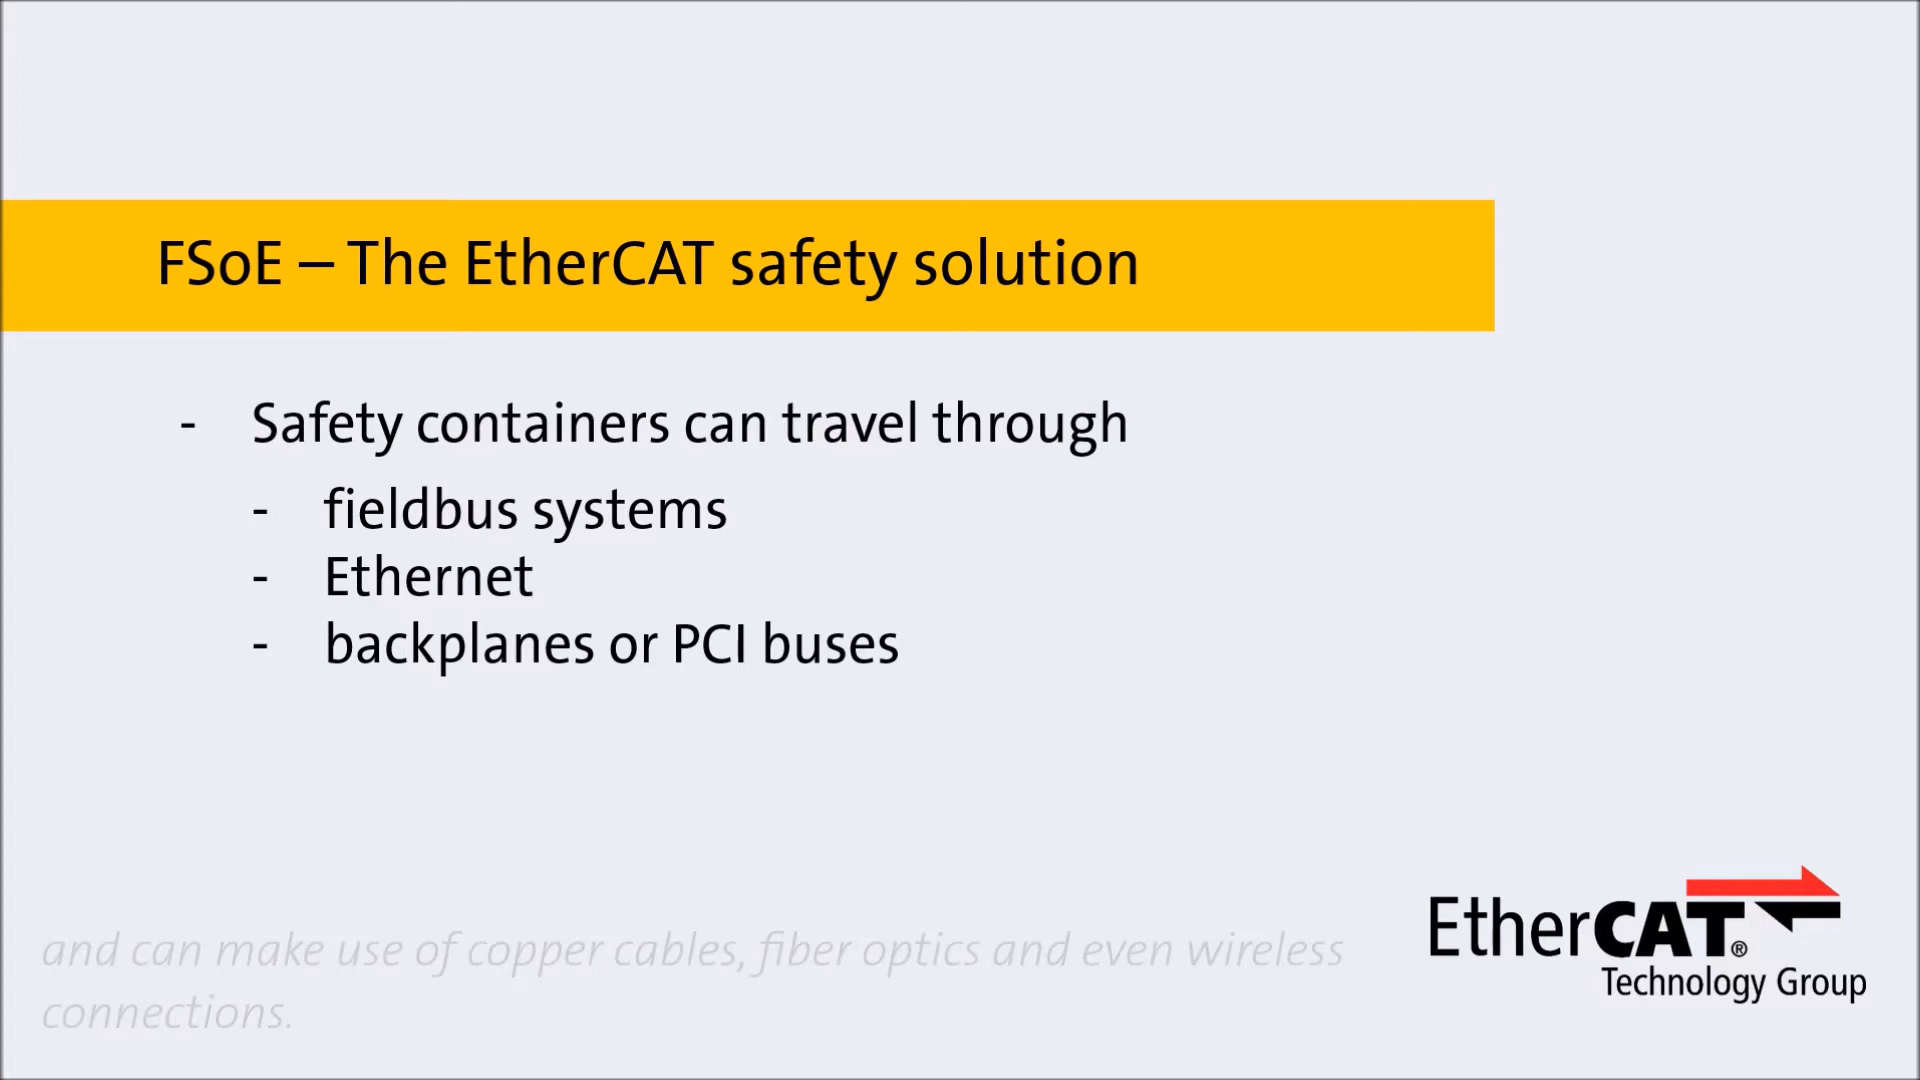 FSoE – The EtherCAT safety solution
- Safety containers can travel through
- fieldbus systems
- Ethernet
- backplanes or PCI buses
and can make use of copper cables, fiber optics and even wireless
connections.
EtherCAT®
Technology Group